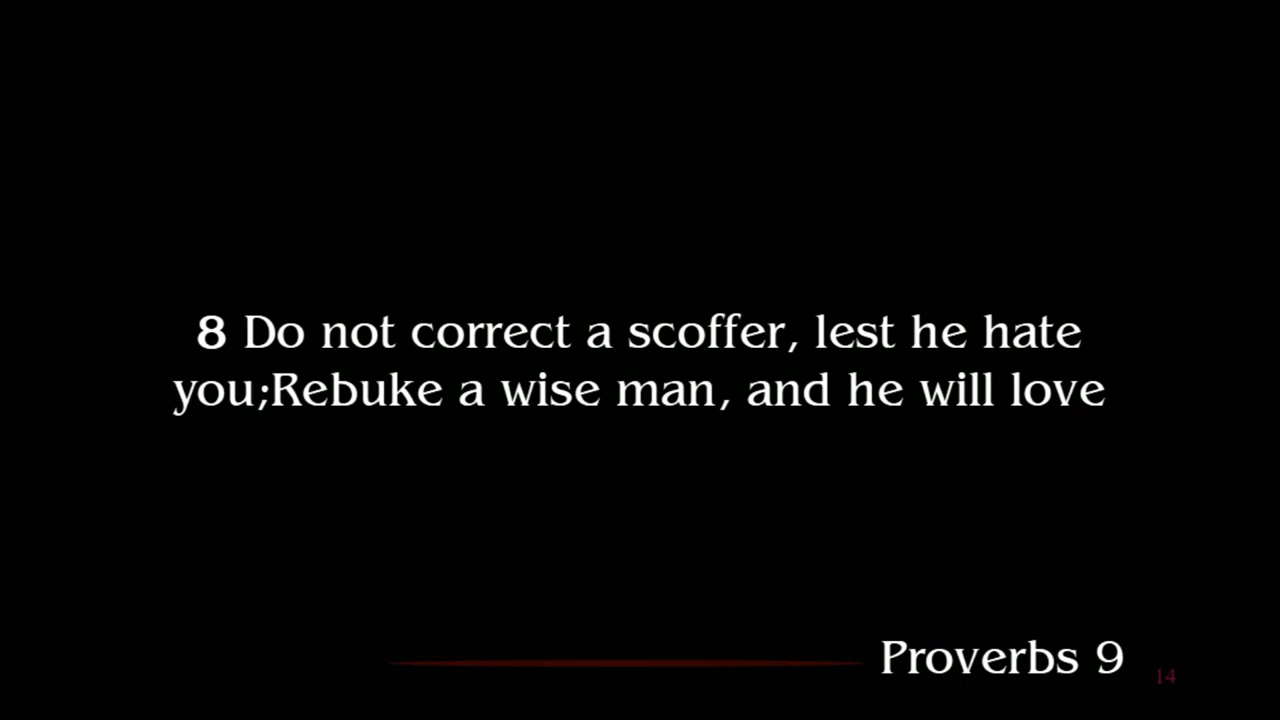 8 Do not correct a scoffer, lest he hate
you;Rebuke a wise man, and he will love
Proverbs 9
14